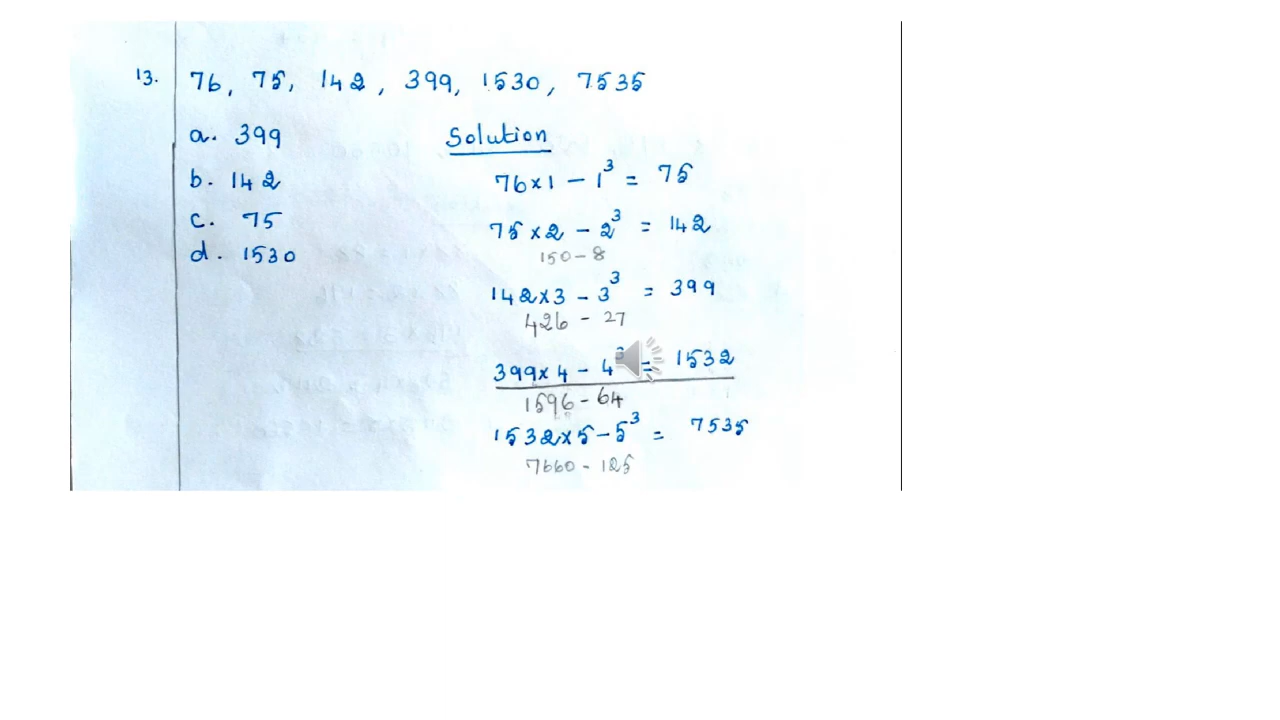 13. 76, 75, 142, 399, 1530, 7535
a. 399
b. 142
c. 75
d. 1530
Solution
76×1 – 1³ = 75
75×2 – 2³ = 142
150 – 8
142×3 – 3³ = 399
426 – 27
399×4 – 4³ = 1532
1596 – 64
1532×5 – 5³ = 7535
7660 – 125